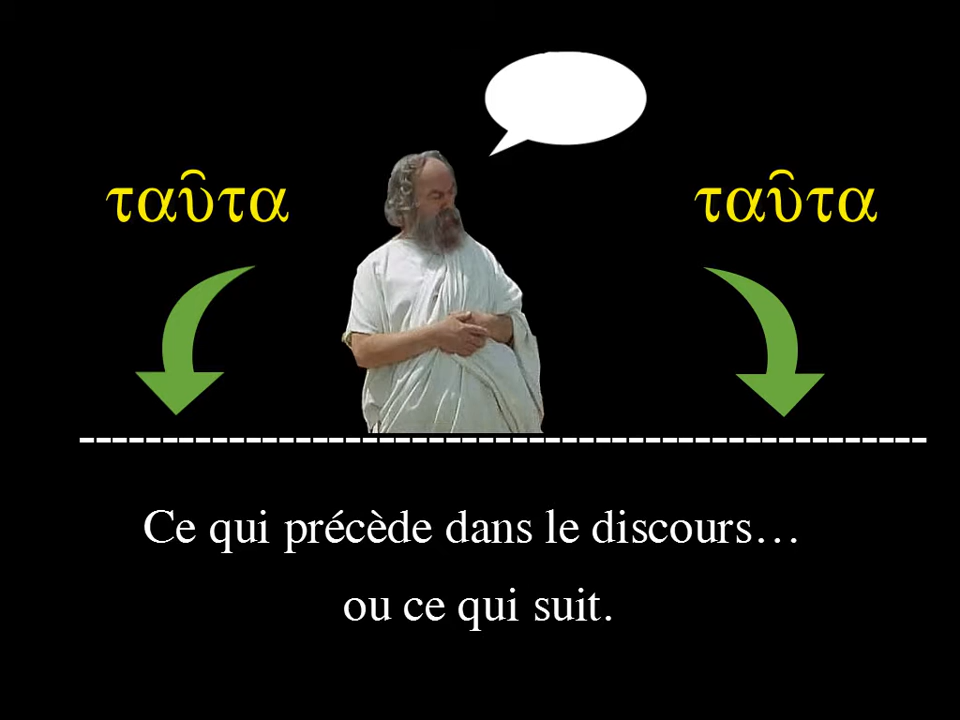 ταῦτα ταῦτα
--------------------------------------------------
Ce qui précède dans le discours…
ou ce qui suit.